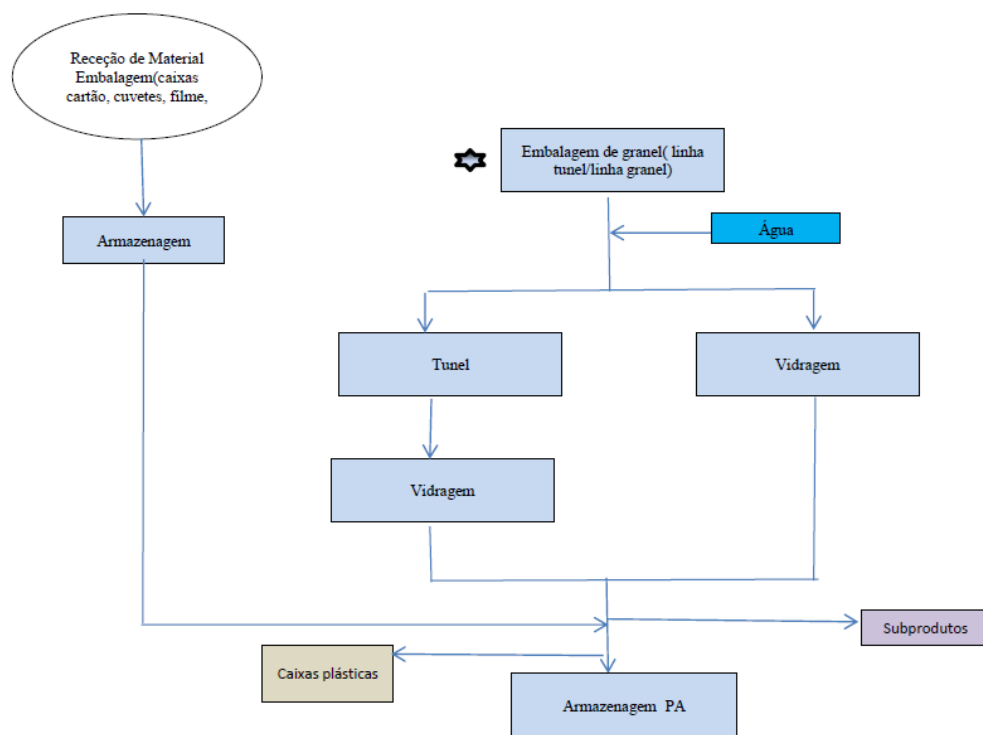 Receção de Material
Embalagem(caixas
cartão, cuvetes, filme,
Embalagem de granel( linha
tunel/linha granel)
Armazenagem
Água
Tunel
Vidragem
Vidragem
Subprodutos
Caixas plásticas
Armazenagem PA